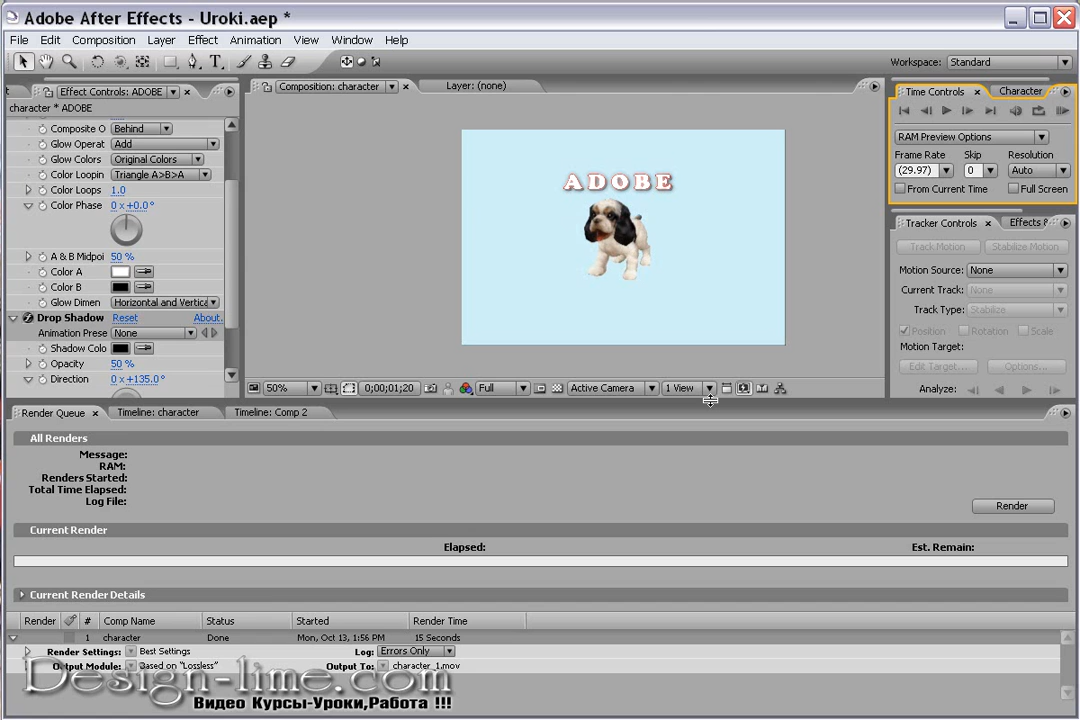 Adobe After Effects - Uroki.aep *
File Edit Composition Layer Effect Animation View Window Help
Workspace: Standard
Effect Controls: ADOBE
Composition: character
Layer: (none)
Time Controls Character
character * ADOBE
Composite O Behind
Glow Operat Add
Glow Colors Original Colors
Color Loopin Triangle A>B>A
Color Loops 1.0
Color Phase 0 x+0.0°
A & B Midpoi 50 %
Color A
Color B
Glow Dimen Horizontal and Vertica
Drop Shadow Reset About.
Animation Prese None
Shadow Colo
Opacity 50 %
Direction 0 x+135.0°
ADOBE
50% 0;00;01;20 Full Active Camera 1 View
RAM Preview Options
Frame Rate Skip Resolution
(29.97) 0 Auto
From Current Time Full Screen
Tracker Controls Effects &
Track Motion Stabilize Motion
Motion Source: None
Current Track: None
Track Type: Stabilize
Position Rotation Scale
Motion Target:
Edit Target... Options...
Analyze:
Render Queue Timeline: character Timeline: Comp 2
All Renders
Message:
RAM:
Renders Started:
Total Time Elapsed:
Log File:
Render
Current Render
Elapsed: Est. Remain:
Current Render Details
Render # Comp Name Status Started Render Time
1 character Done Mon, Oct 13, 1:56 PM 15 Seconds
Render Settings: Best Settings Log: Errors Only
Output Module: Based on "Lossless" Output To: character_1.mov
Design-lime.com
Видео Курсы-Уроки,Работа !!!